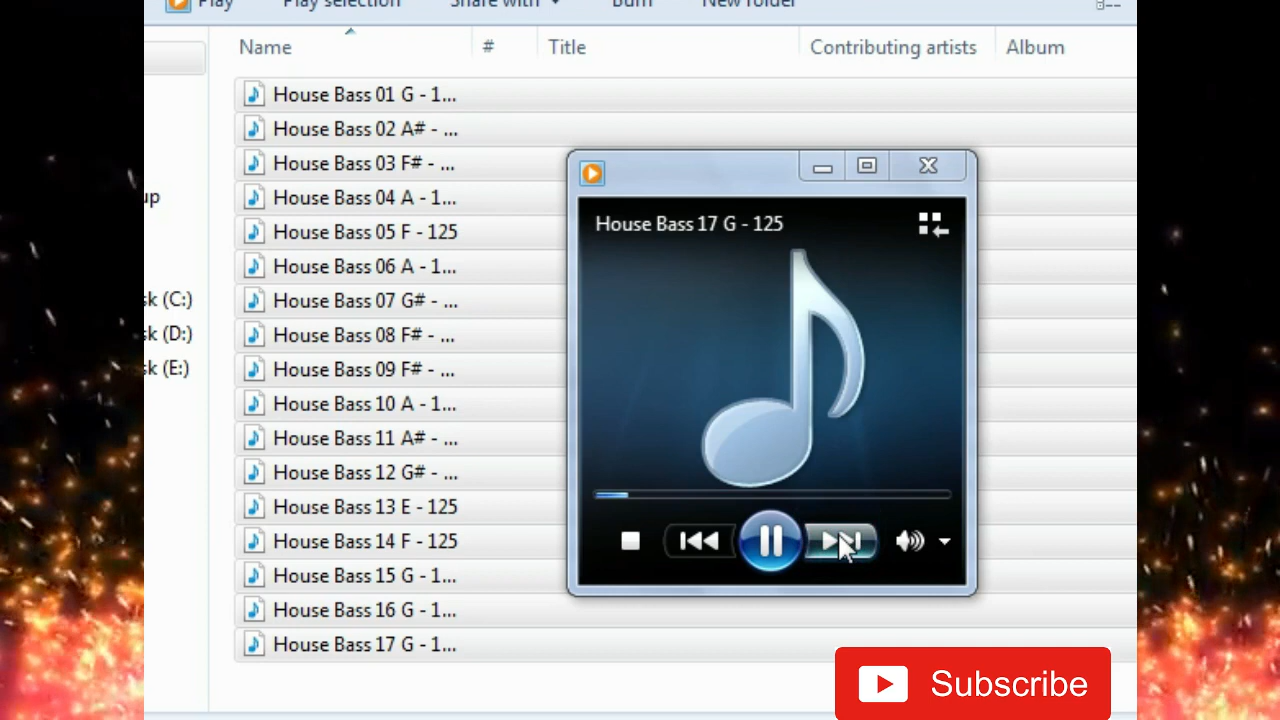 Play Play selection Share with Burn New folder
Name # Title Contributing artists Album
House Bass 01 G - 1...
House Bass 02 A# - ...
House Bass 03 F# - ...
House Bass 04 A - 1...
up
House Bass 05 F - 125
House Bass 06 A - 1...
House Bass 07 G# - ...
sk (C:)
House Bass 08 F# - ...
sk (D:)
House Bass 09 F# - ...
sk (E:)
House Bass 10 A - 1...
House Bass 11 A# - ...
House Bass 12 G# - ...
House Bass 13 E - 125
House Bass 14 F - 125
House Bass 15 G - 1...
House Bass 16 G - 1...
House Bass 17 G - 1...
House Bass 17 G - 125
Subscribe